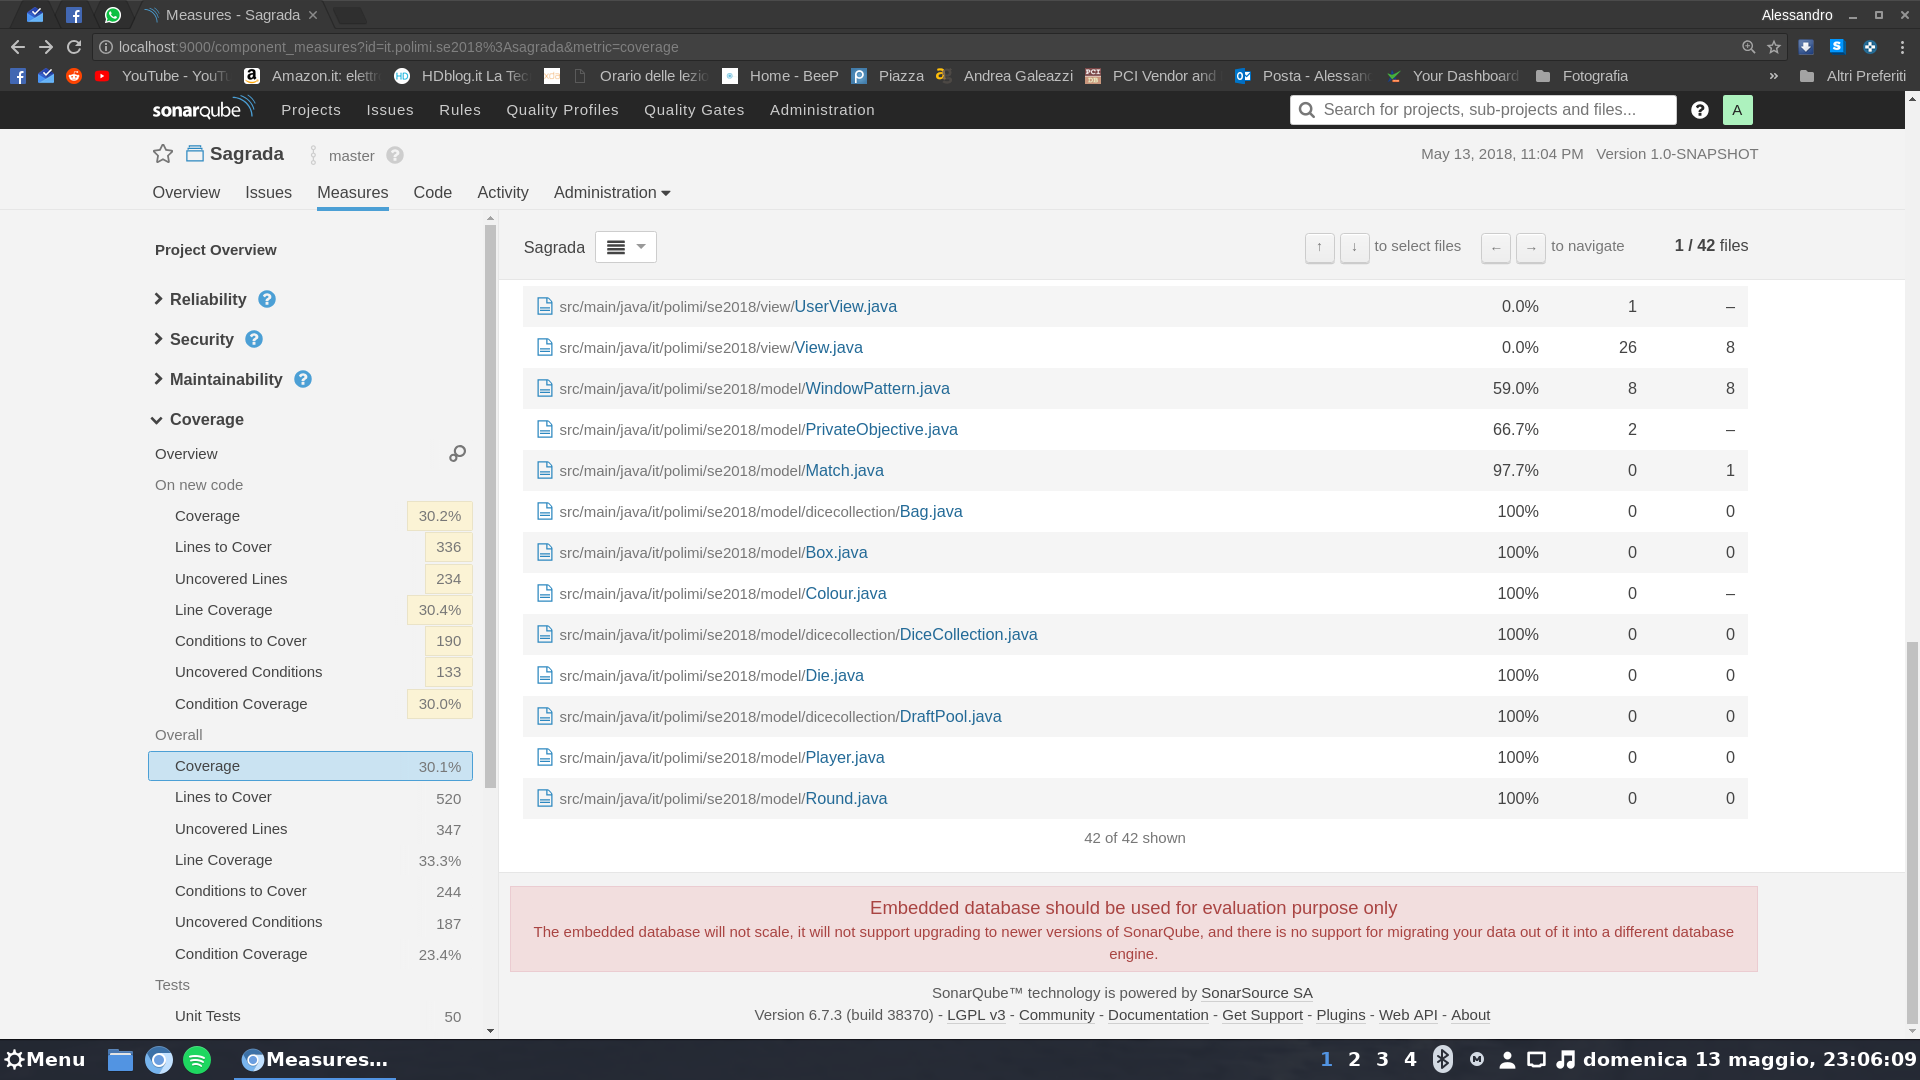 Measures - Sagrada
Alessandro
localhost:9000/component_measures?id=it.polimi.se2018%3Asagrada&metric=coverage
YouTube - YouTu
Amazon.it: elettr
HDblog.it La Tec
Orario delle lezio
Home - BeeP
Piazza
Andrea Galeazzi
PCI Vendor and
Posta - Alessan
Your Dashboard
Fotografia
»
Altri Preferiti
sonarqube Projects Issues Rules Quality Profiles Quality Gates Administration
Search for projects, sub-projects and files...
A
Sagrada master
May 13, 2018, 11:04 PM Version 1.0-SNAPSHOT
Overview Issues Measures Code Activity Administration
Project Overview
Reliability
Security
Maintainability
Coverage
Overview
On new code
Coverage 30.2%
Lines to Cover 336
Uncovered Lines 234
Line Coverage 30.4%
Conditions to Cover 190
Uncovered Conditions 133
Condition Coverage 30.0%
Overall
Coverage 30.1%
Lines to Cover 520
Uncovered Lines 347
Line Coverage 33.3%
Conditions to Cover 244
Uncovered Conditions 187
Condition Coverage 23.4%
Tests
Unit Tests 50
Sagrada
↑ ↓ to select files ← → to navigate 1 / 42 files
src/main/java/it/polimi/se2018/view/UserView.java 0.0% 1 –
src/main/java/it/polimi/se2018/view/View.java 0.0% 26 8
src/main/java/it/polimi/se2018/model/WindowPattern.java 59.0% 8 8
src/main/java/it/polimi/se2018/model/PrivateObjective.java 66.7% 2 –
src/main/java/it/polimi/se2018/model/Match.java 97.7% 0 1
src/main/java/it/polimi/se2018/model/dicecollection/Bag.java 100% 0 0
src/main/java/it/polimi/se2018/model/Box.java 100% 0 0
src/main/java/it/polimi/se2018/model/Colour.java 100% 0 –
src/main/java/it/polimi/se2018/model/dicecollection/DiceCollection.java 100% 0 0
src/main/java/it/polimi/se2018/model/Die.java 100% 0 0
src/main/java/it/polimi/se2018/model/dicecollection/DraftPool.java 100% 0 0
src/main/java/it/polimi/se2018/model/Player.java 100% 0 0
src/main/java/it/polimi/se2018/model/Round.java 100% 0 0
42 of 42 shown
Embedded database should be used for evaluation purpose only
The embedded database will not scale, it will not support upgrading to newer versions of SonarQube, and there is no support for migrating your data out of it into a different database
engine.
SonarQube™ technology is powered by SonarSource SA
Version 6.7.3 (build 38370) - LGPL v3 - Community - Documentation - Get Support - Plugins - Web API - About
Menu
Measures...
1 2 3 4
domenica 13 maggio, 23:06:09